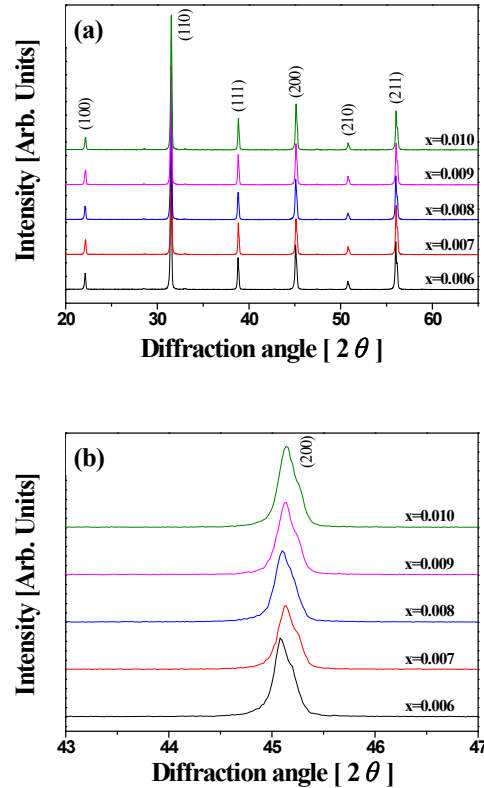 (a)
(100)
(110)
(111)
(200)
(210)
(211)
x=0.010
x=0.009
x=0.008
x=0.007
x=0.006
Intensity [Arb. Units]
20 30 40 50 60
Diffraction angle [ 2 θ ]
(b)
(200)
x=0.010
x=0.009
x=0.008
x=0.007
x=0.006
Intensity [Arb. Units]
43 44 45 46 47
Diffraction angle [ 2 θ ]